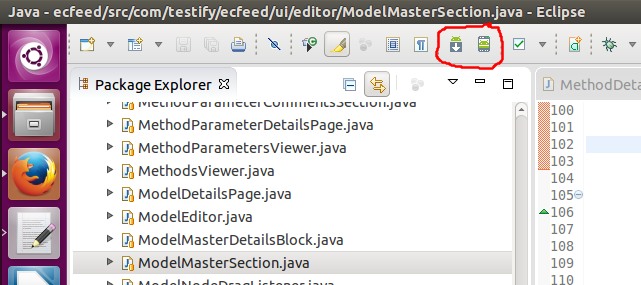 Java - ecfeed/src/com/testify/ecfeed/ui/editor/ModelMasterSection.java - Eclipse
Package Explorer
MethodDeta
MethodParameterCommentsSection.java
MethodParameterDetailsPage.java
MethodParametersViewer.java
MethodsViewer.java
ModelDetailsPage.java
ModelEditor.java
ModelMasterDetailsBlock.java
ModelMasterSection.java
ModelNodeDragListener.java
100
101
102
103
104
105
106
107
108
109
110